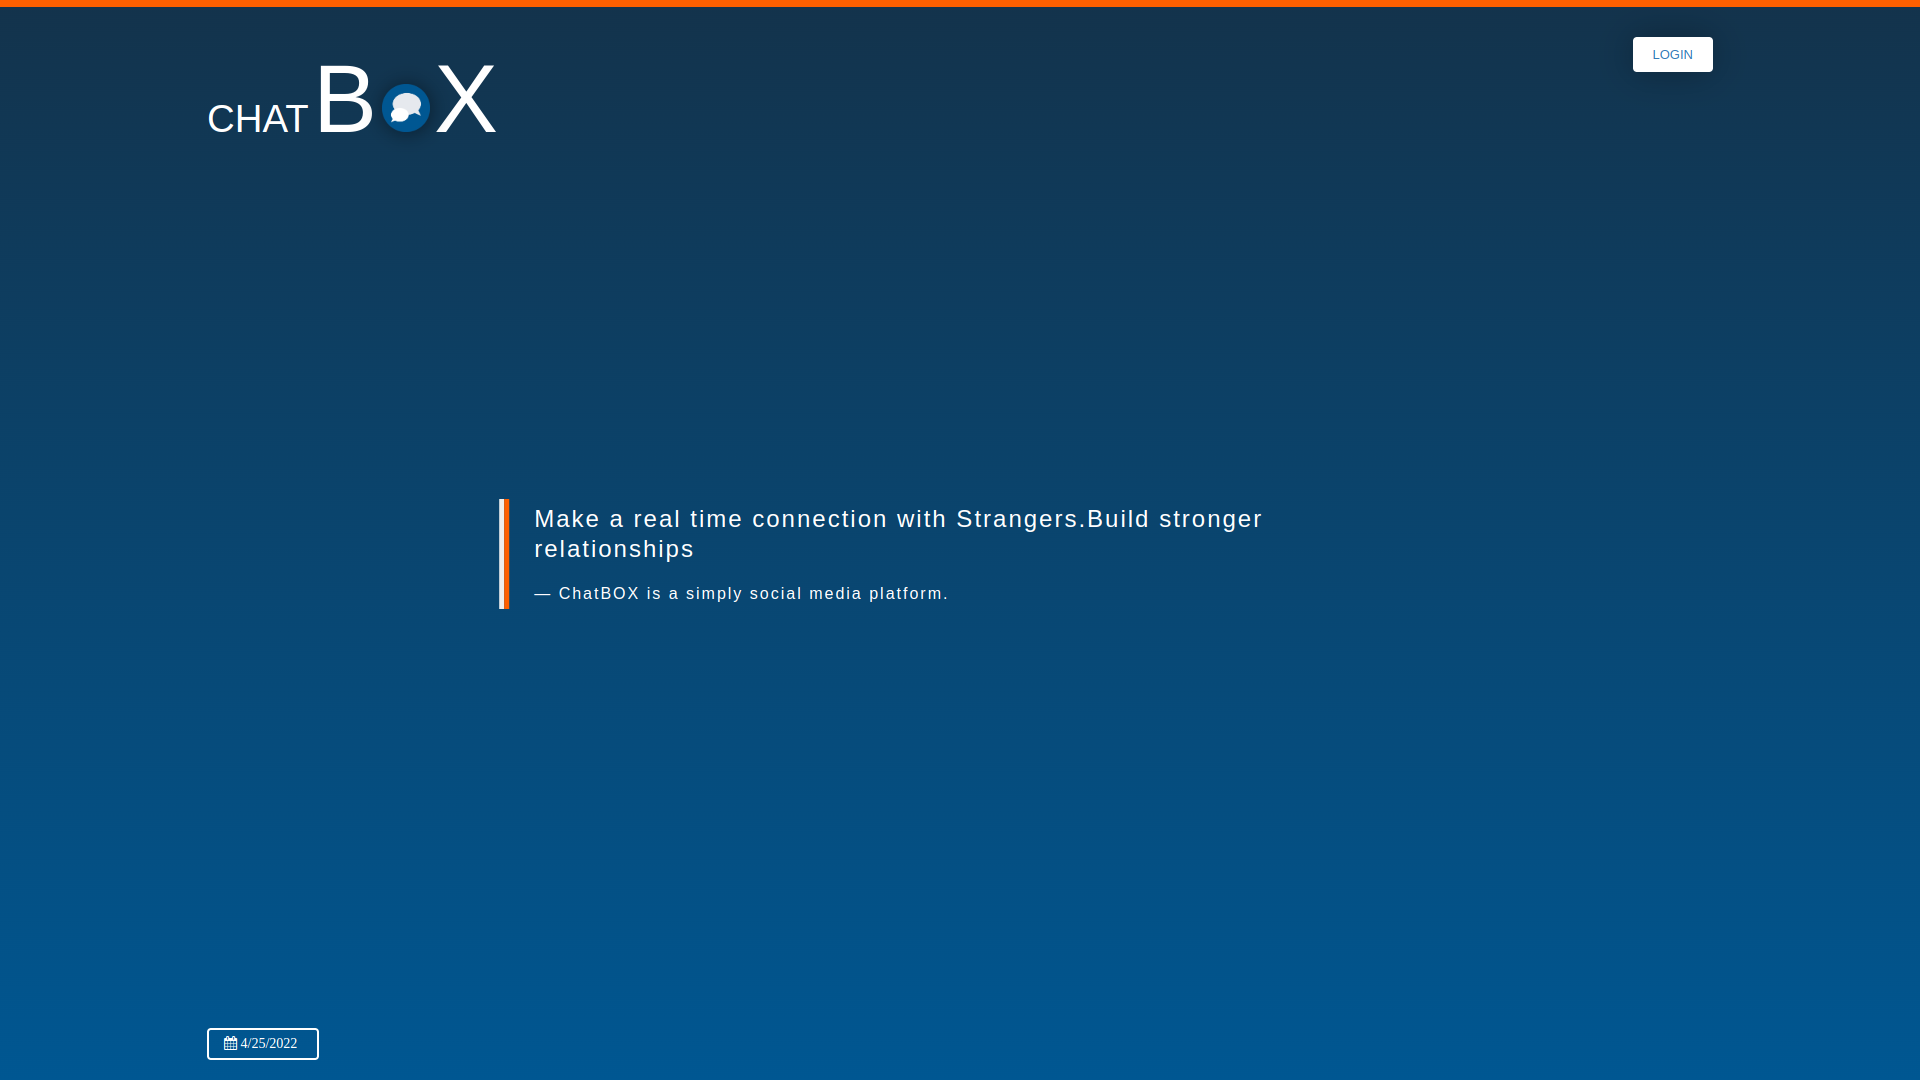 LOGIN
CHAT B X
Make a real time connection with Strangers.Build stronger
relationships
— ChatBOX is a simply social media platform.
4/25/2022